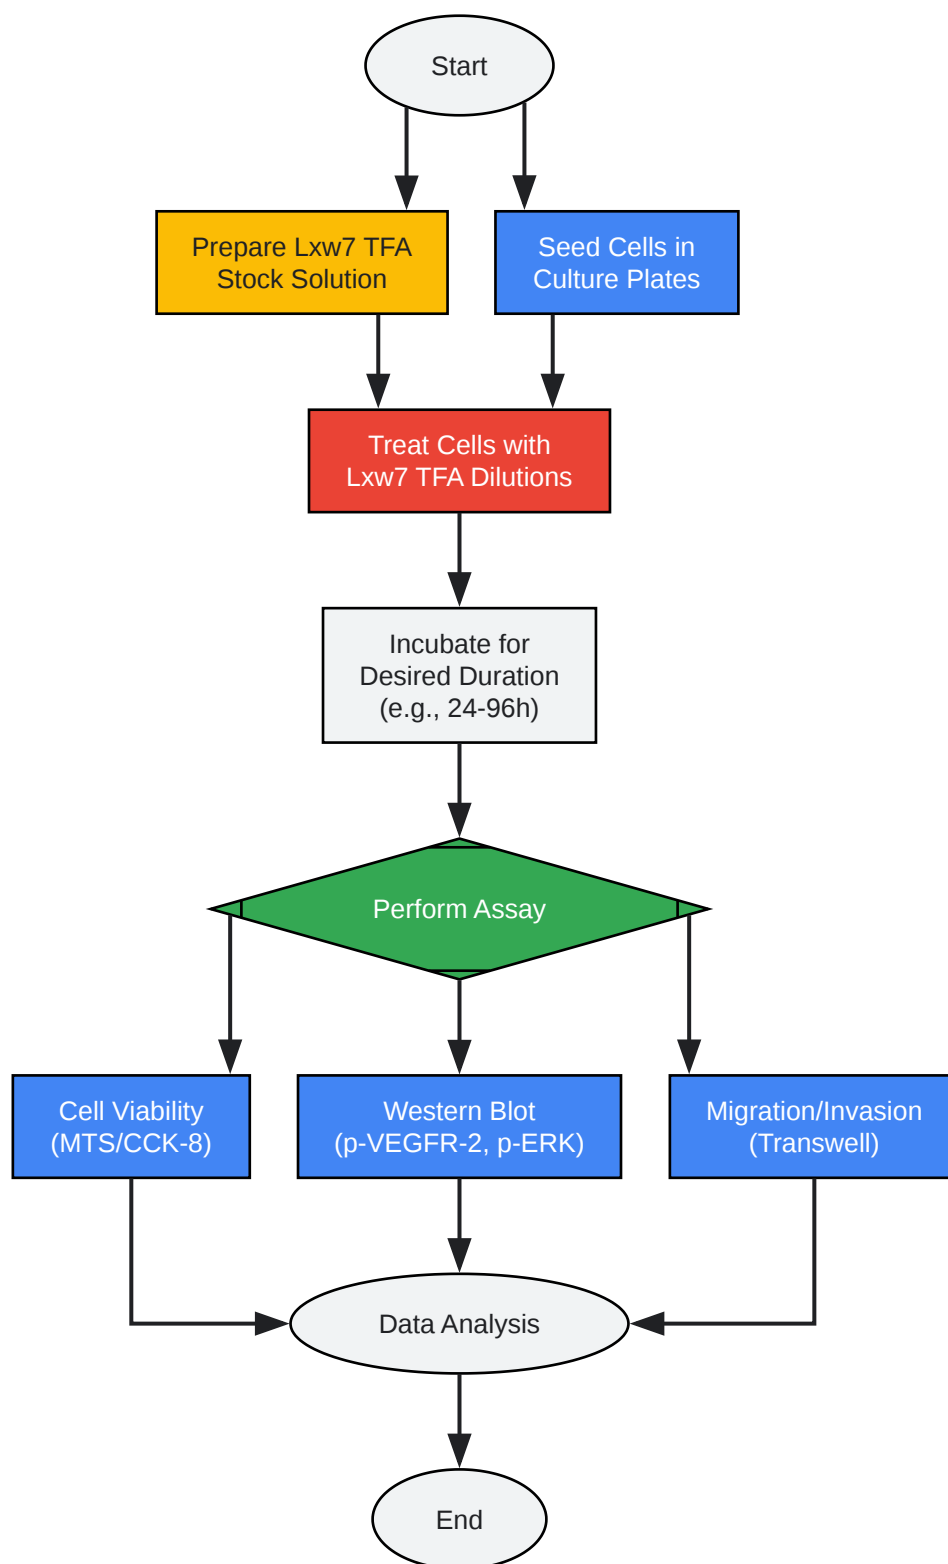 Start
Prepare Lxw7 TFA
Stock Solution
Seed Cells in
Culture Plates
Treat Cells with
Lxw7 TFA Dilutions
Incubate for
Desired Duration
(e.g., 24-96h)
Perform Assay
Cell Viability
(MTS/CCK-8)
Western Blot
(p-VEGFR-2, p-ERK)
Migration/Invasion
(Transwell)
Data Analysis
End